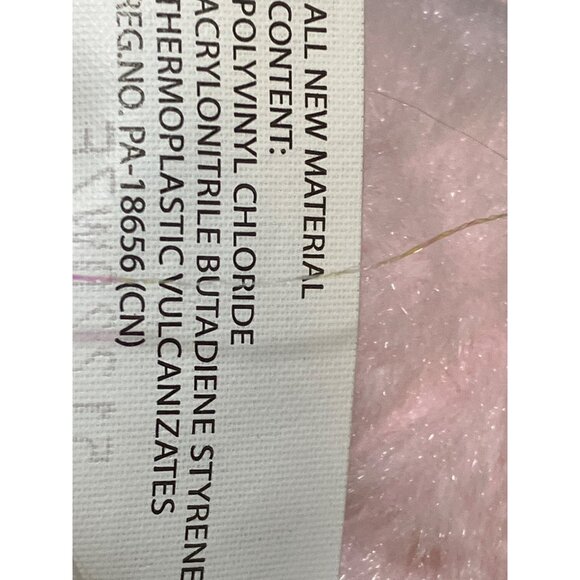 ALL NEW MATERIAL
CONTENT:
POLYVINYL CHLORIDE
ACRYLONITRILE BUTADIENE STYRENE
THERMOPLASTIC VULCANIZATES
REG.NO. PA-18656 (CN)